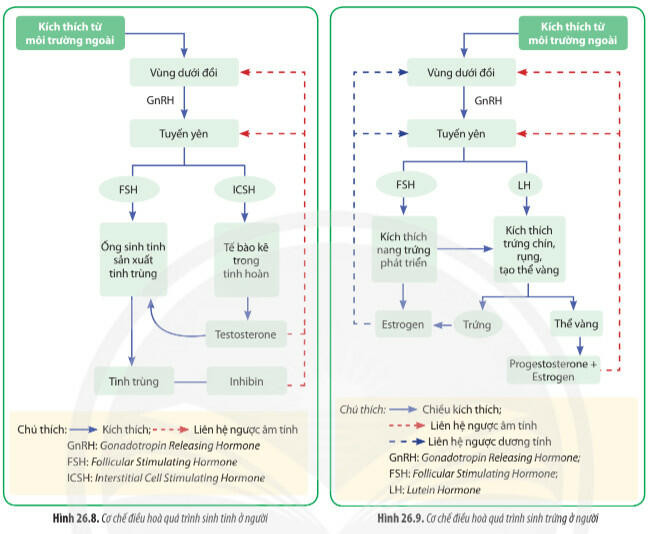 Kích thích từ
môi trường ngoài
Vùng dưới đồi
GnRH
Tuyến yên
FSH
ICSH
Ống sinh tinh
sản xuất
tinh trùng
Tế bào kẽ
trong
tinh hoàn
Testosterone
Tinh trùng
Inhibin
Chú thích:
Kích thích;
Liên hệ ngược âm tính
GnRH: Gonadotropin Releasing Hormone
FSH: Follicular Stimulating Hormone
ICSH: Interstitial Cell Stimulating Hormone
Hình 26.8. Cơ chế điều hoà quá trình sinh tinh ở người
Kích thích từ
môi trường ngoài
Vùng dưới đồi
GnRH
Tuyến yên
FSH
LH
Kích thích
nang trứng
phát triển
Kích thích
trứng chín,
rụng,
tạo thể vàng
Estrogen
Trứng
Thể vàng
Progestosterone +
Estrogen
Chú thích:
Chiều kích thích;
Liên hệ ngược âm tính
Liên hệ ngược dương tính
GnRH: Gonadotropin Releasing Hormone;
FSH: Follicular Stimulating Hormone;
LH: Lutein Hormone
Hình 26.9. Cơ chế điều hoà quá trình sinh trứng ở người